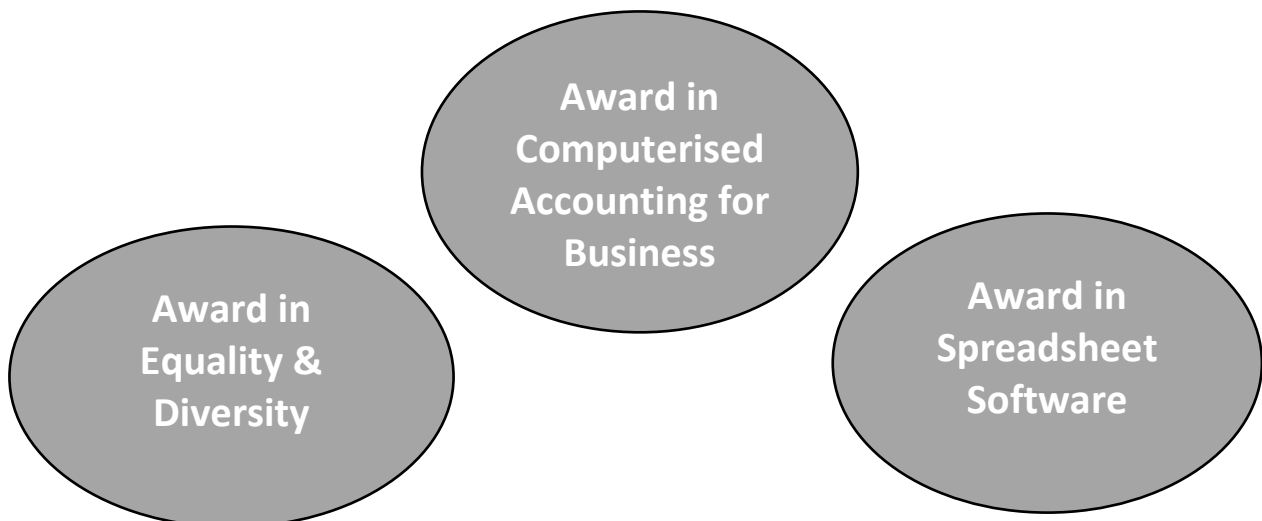 Award in
Computerised
Accounting for
Business
Award in
Equality &
Diversity
Award in
Spreadsheet
Software